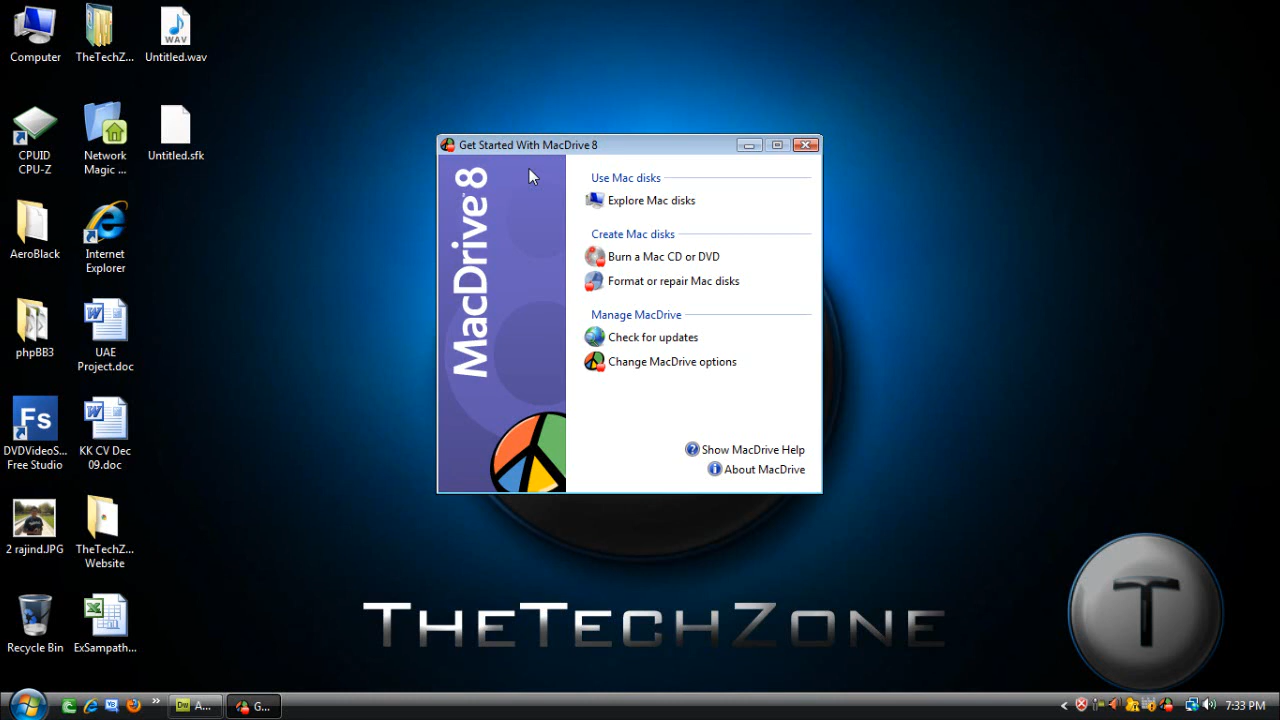 Computer
TheTechZ...
Untitled.wav
WAV
CPUID
CPU-Z
Network
Magic ...
Untitled.sfk
AeroBlack
Internet
Explorer
phpBB3
UAE
Project.doc
Fs
DVDVideoS...
Free Studio
KK CV Dec
09.doc
2 rajind.JPG
TheTechZ...
Website
Recycle Bin
ExSampath...
Get Started With MacDrive 8
MacDrive 8
Use Mac disks
Explore Mac disks
Create Mac disks
Burn a Mac CD or DVD
Format or repair Mac disks
Manage MacDrive
Check for updates
Change MacDrive options
Show MacDrive Help
About MacDrive
THETECHZONE
T
Dw A...
G...
7:33 PM